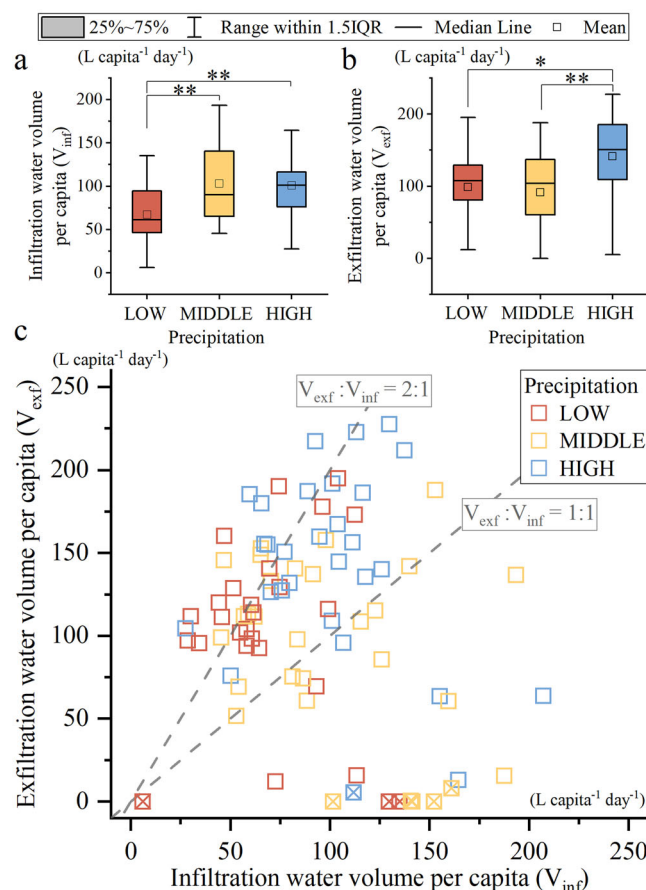 25%~75% Range within 1.5IQR Median Line Mean
a
(L capita⁻¹ day⁻¹)
Infiltration water volume
per capita (V_inf)
200
150
100
50
0
**
**
LOW MIDDLE HIGH
Precipitation
b
(L capita⁻¹ day⁻¹)
Exfiltration water volume
per capita (V_exf)
200
100
0
*
**
LOW MIDDLE HIGH
Precipitation
c
(L capita⁻¹ day⁻¹)
Exfiltration water volume per capita (V_exf)
250
200
150
100
50
0
V_exf :V_inf = 2:1
V_exf :V_inf = 1:1
Precipitation
LOW
MIDDLE
HIGH
(L capita⁻¹ day⁻¹)
0 50 100 150 200 250
Infiltration water volume per capita (V_inf)